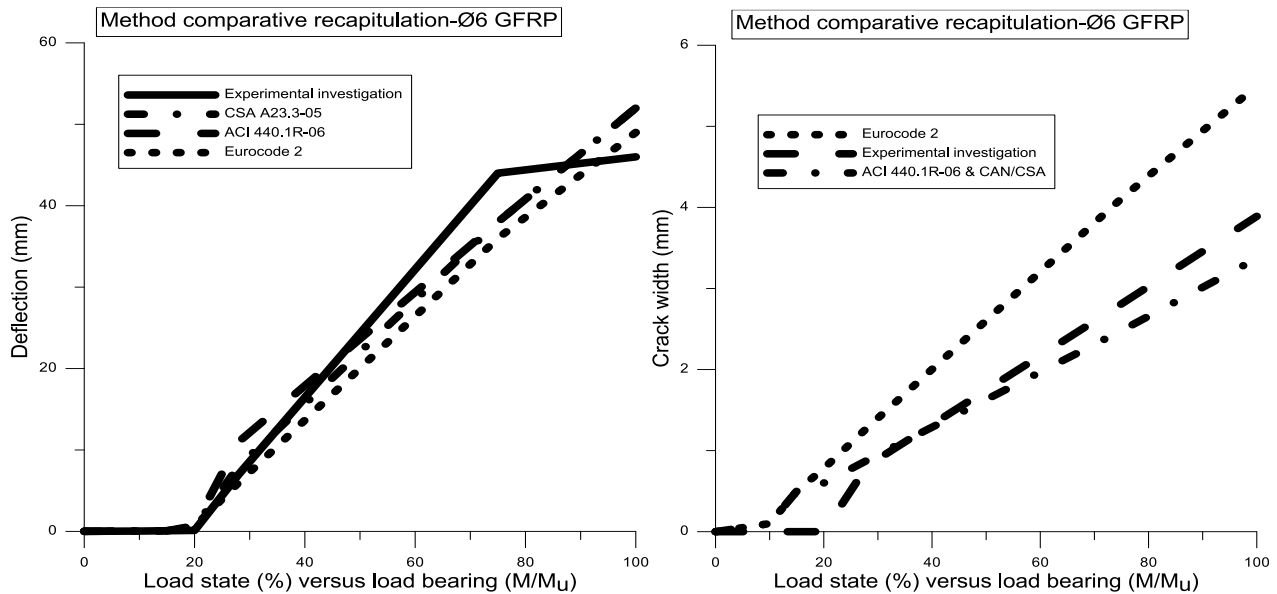 Method comparative recapitulation-Ø6 GFRP
60
40
20
0
Deflection (mm)
Experimental investigation
CSA A23.3-05
ACI 440.1R-06
Eurocode 2
0 20 40 60 80 100
Load state (%) versus load bearing (M/Mu)
Method comparative recapitulation-Ø6 GFRP
6
4
2
0
Crack width (mm)
Eurocode 2
Experimental investigation
ACI 440.1R-06 & CAN/CSA
0 20 40 60 80 100
Load state (%) versus load bearing (M/Mu)